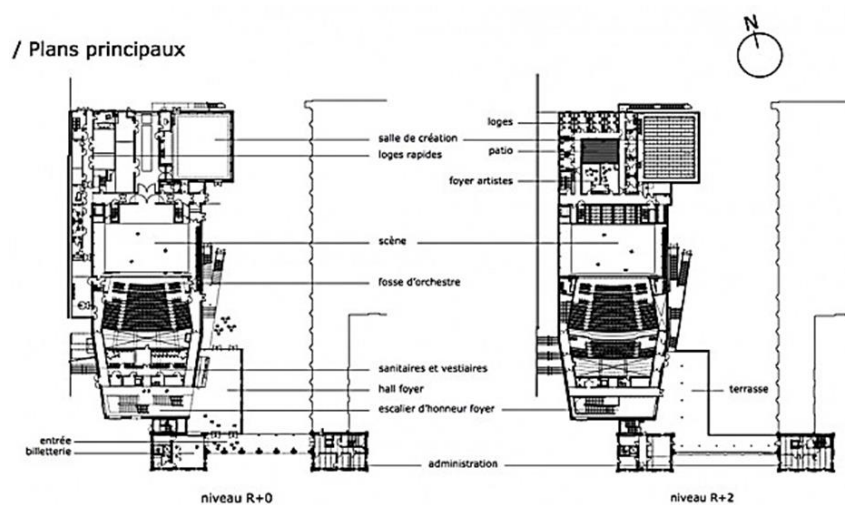 N
/ Plans principaux
loges
salle de création
loges rapides
patio
foyer artistes
scène
fosse d'orchestre
sanitaires et vestiaires
hall foyer
terrasse
escalier d'honneur foyer
entrée
billetterie
administration
niveau R+0
niveau R+2